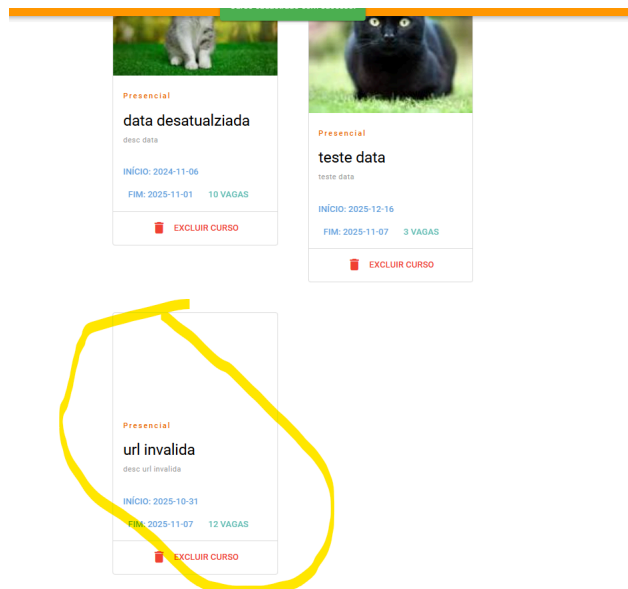 Presencial
data desatualziada
desc data
INÍCIO: 2024-11-06
FIM: 2025-11-01 10 VAGAS
EXCLUIR CURSO
Presencial
teste data
teste data
INÍCIO: 2025-12-16
FIM: 2025-11-07 3 VAGAS
EXCLUIR CURSO
Presencial
url invalida
desc url invalida
INÍCIO: 2025-10-31
FIM: 2025-11-07 12 VAGAS
EXCLUIR CURSO